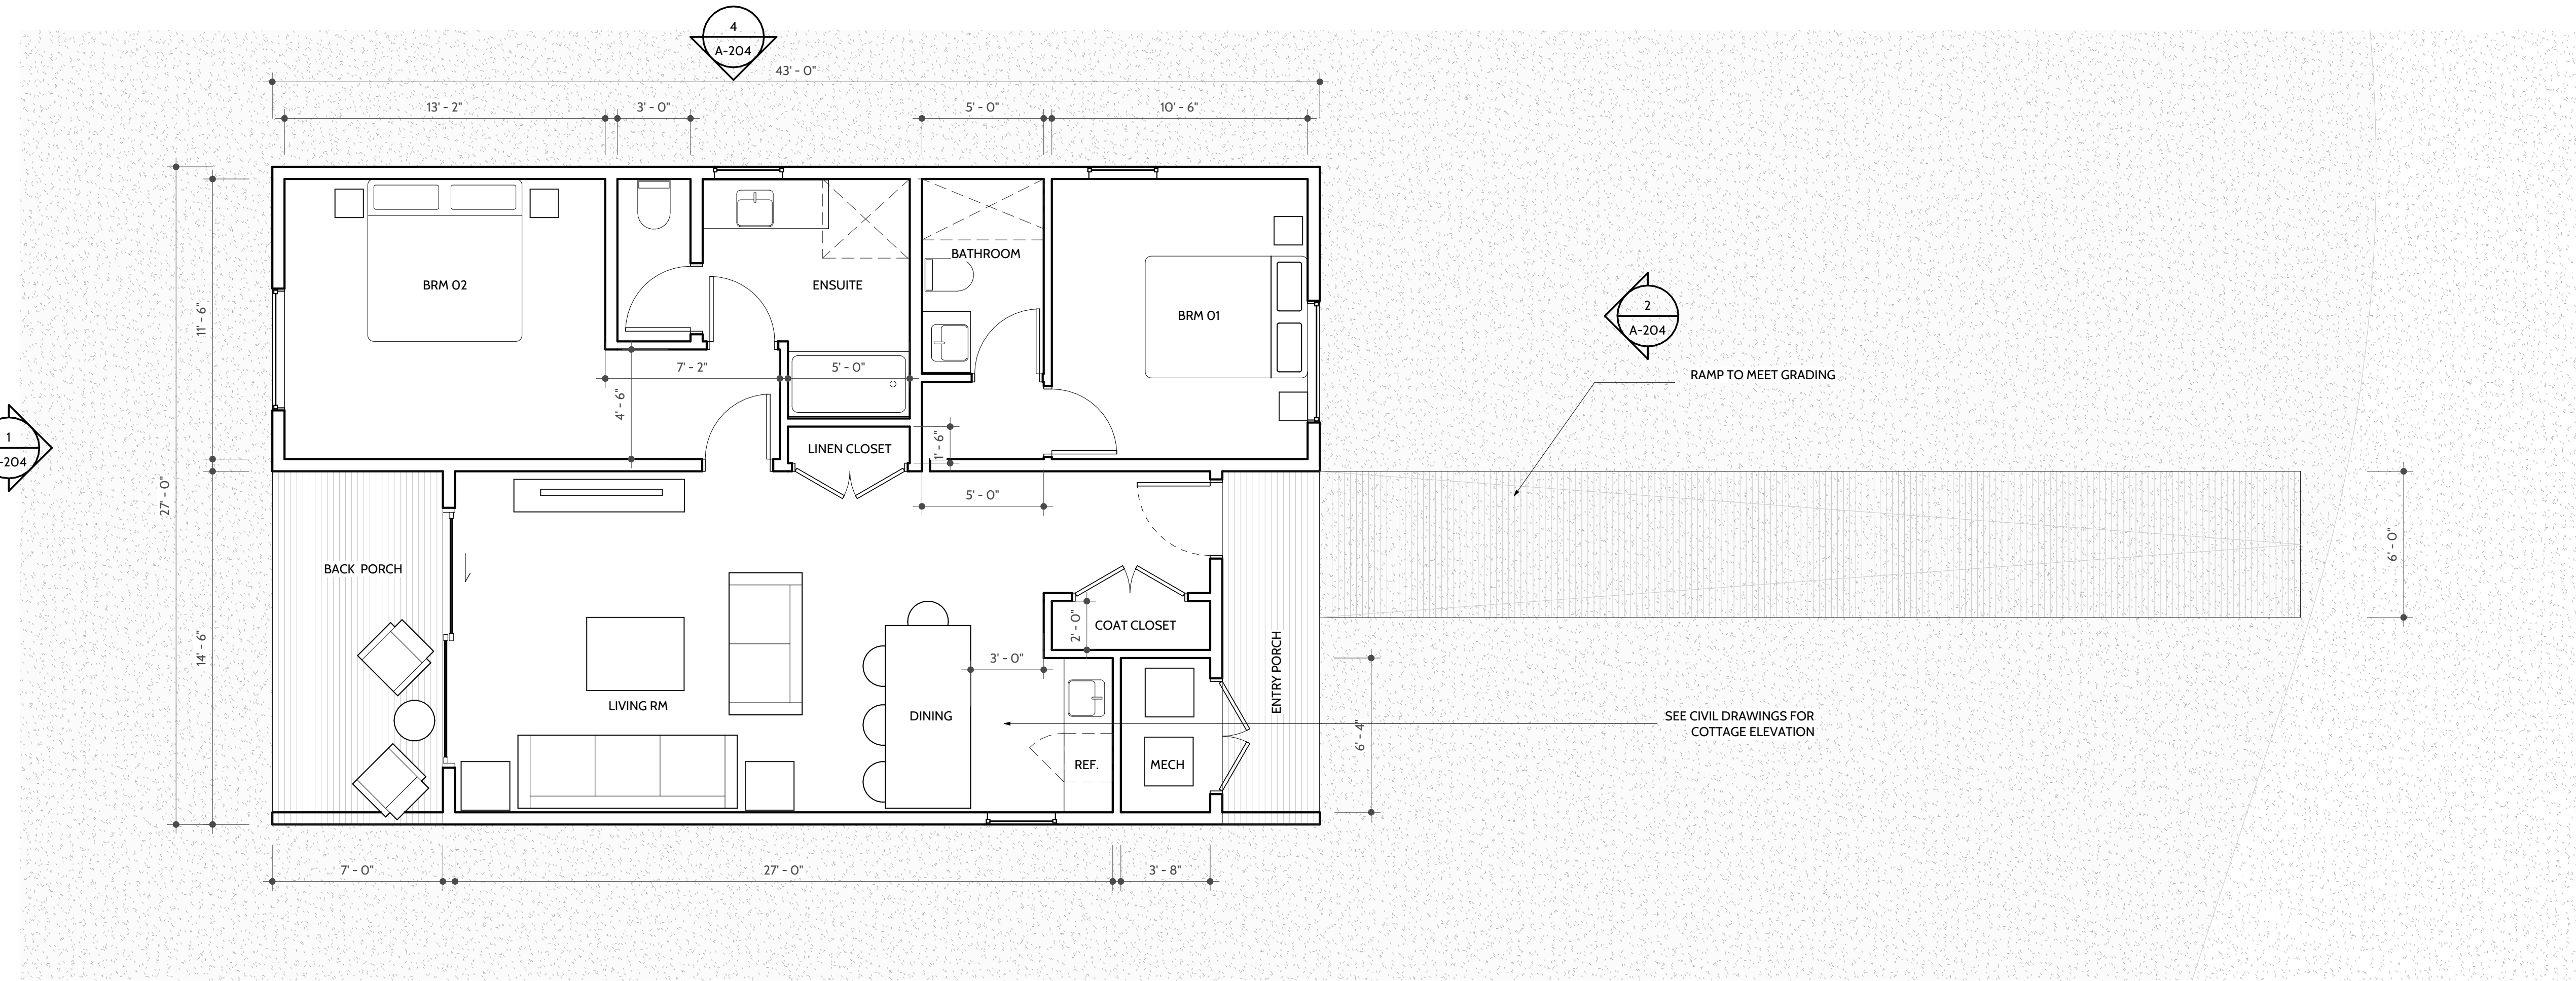 4
A-204
43' - 0"
13' - 2"
3' - 0"
5' - 0"
10' - 6"
BATHROOM
BRM 02
ENSUITE
BRM 01
2
A-204
11' - 6"
7' - 2"
5' - 0"
RAMP TO MEET GRADING
4' - 6"
1
-204
LINEN CLOSET
1' - 6"
27' - 0"
5' - 0"
6' - 0"
BACK PORCH
14' - 6"
2' - 0"
COAT CLOSET
3' - 0"
ENTRY PORCH
LIVING RM
DINING
SEE CIVIL DRAWINGS FOR
COTTAGE ELEVATION
6' - 4"
REF.
MECH
7' - 0"
27' - 0"
3' - 8"